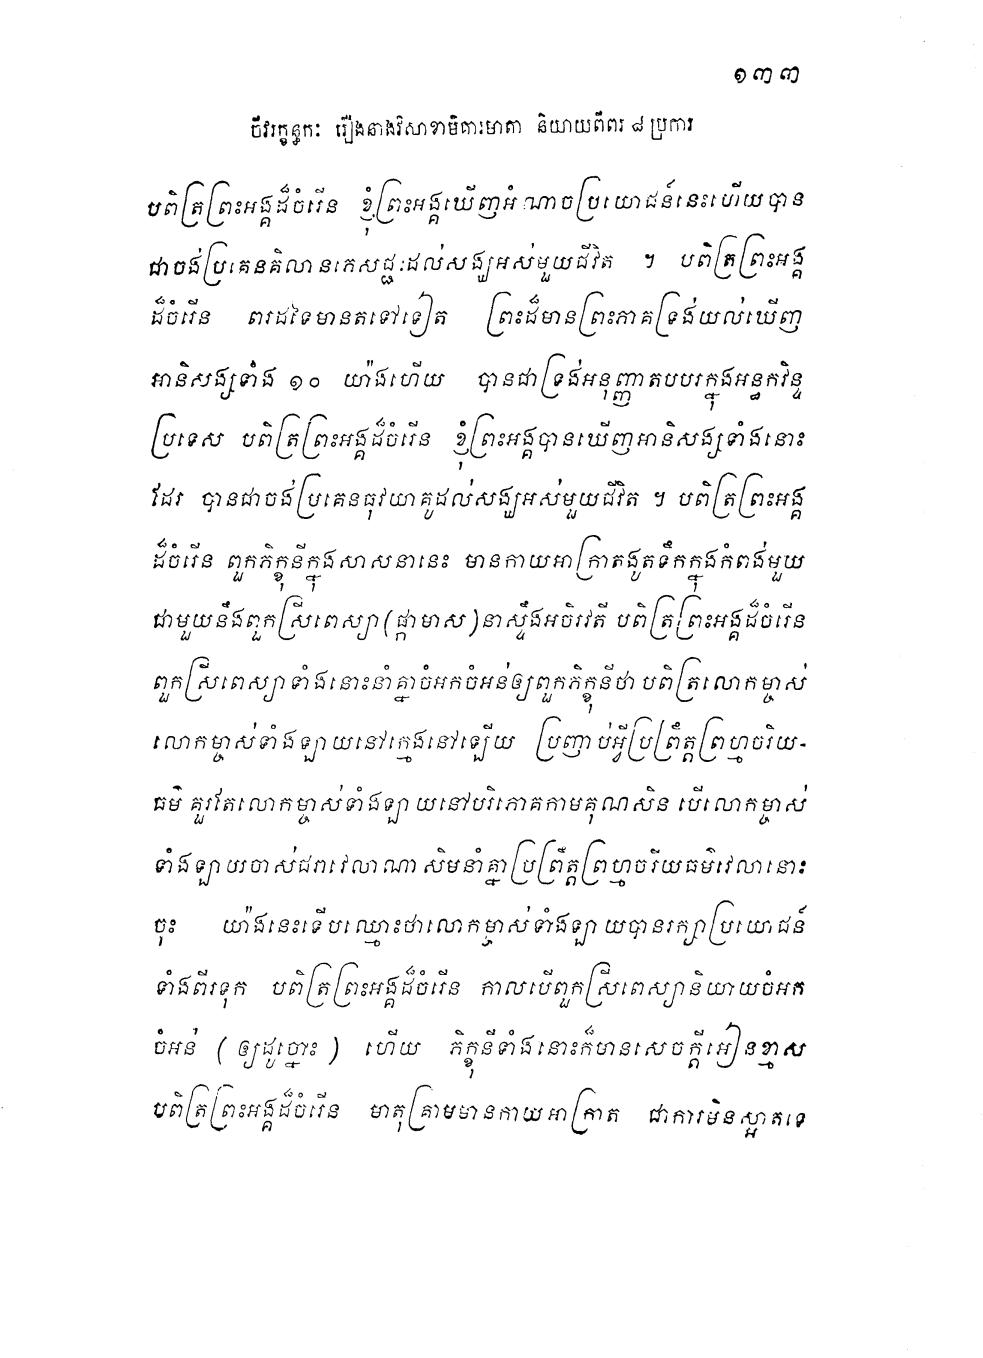 ១៣៣
ចីវរក្ខន្ធកៈ រឿងនាងវិសាខាមិគារមាតា និយាយពីពរ ៨ ប្រការ
បពិត្រព្រះអង្គដ៏ចំរើន ខ្ញុំព្រះអង្គឃើញអំណាចប្រយោជន៍នេះហើយបាន
ជាចង់ប្រគេនគិលានភេសជ្ជៈដល់សង្ឃអស់មួយជីវិត ។ បពិត្រព្រះអង្គ
ដ៏ចំរើន ពរដទៃមានតទៅទៀត ព្រះដ៏មានព្រះភាគទ្រង់យល់ឃើញ
អានិសង្សទាំង ១០ យ៉ាងហើយ បានជាទ្រង់អនុញ្ញាតបបរក្នុងអន្ធកវិន្ទ
ប្រទេស បពិត្រព្រះអង្គដ៏ចំរើន ខ្ញុំព្រះអង្គបានឃើញអានិសង្សទាំងនោះ
ដែរ បានជាចង់ប្រគេនធុវយាគូដល់សង្ឃអស់មួយជីវិត ។ បពិត្រព្រះអង្គ
ដ៏ចំរើន ពួកភិក្ខុនីក្នុងសាសនានេះ មានកាយអាក្រាតងូតទឹកក្នុងកំពង់មួយ
ជាមួយនឹងពួកស្រីពេស្យា (ផ្កាមាស) នាស្ទឹងអចិរវតី បពិត្រព្រះអង្គដ៏ចំរើន
ពួកស្រីពេស្យាទាំងនោះនាំគ្នាចំអកចំអន់ឲ្យពួកភិក្ខុនីថា បពិត្រលោកម្ចាស់
លោកម្ចាស់ទាំងឡាយនៅក្មេងនៅឡើយ ប្រញាប់អ្វីប្រព្រឹត្តព្រហ្មចរិយ-
ធម៌ គួរតែលោកម្ចាស់ទាំងឡាយនៅបរិភោគកាមគុណសិន បើលោកម្ចាស់
ទាំងឡាយចាស់ជរាវេលាណា សិមនាំគ្នាប្រព្រឹត្តព្រហ្មចរិយធម៌វេលានោះ
ចុះ យ៉ាងនេះទើបឈ្មោះថាលោកម្ចាស់ទាំងឡាយបានរក្សាប្រយោជន៍
ទាំងពីរទុក បពិត្រព្រះអង្គដ៏ចំរើន កាលបើពួកស្រីពេស្យានិយាយចំអក
ចំអន់ (ឲ្យដូច្នោះ) ហើយ ភិក្ខុនីទាំងនោះក៏មានសេចក្តីអៀនខ្មាស
បពិត្រព្រះអង្គដ៏ចំរើន មាតុគ្រាមមានកាយអាក្រាត ជាការមិនស្អាតទេ